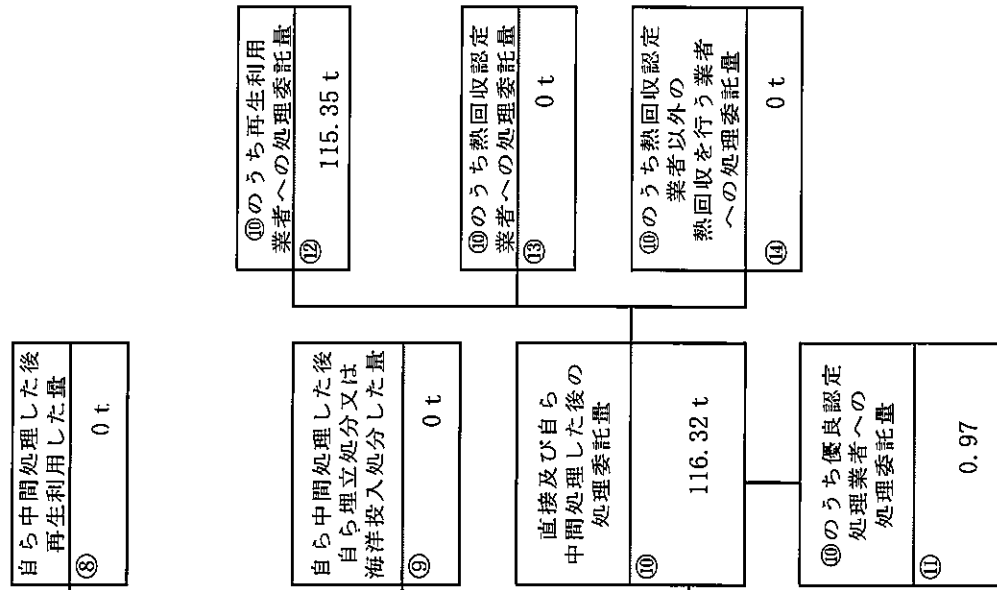 自ら中間処理した後
再生利用した量
⑧
0 t
自ら中間処理した後
自ら埋立処分又は
海洋投入処分した量
⑨
0 t
直接及び自ら
中間処理した後の
処理委託量
⑩
116.32 t
⑩のうち優良認定
処理業者への
処理委託量
⑪
0.97
⑩のうち再生利用
業者への処理委託量
⑫
115.35 t
⑩のうち熱回収認定
業者への処理委託量
⑬
0 t
⑩のうち熱回収認定
業者以外の
熱回収を行う業者
への処理委託量
⑭
0 t